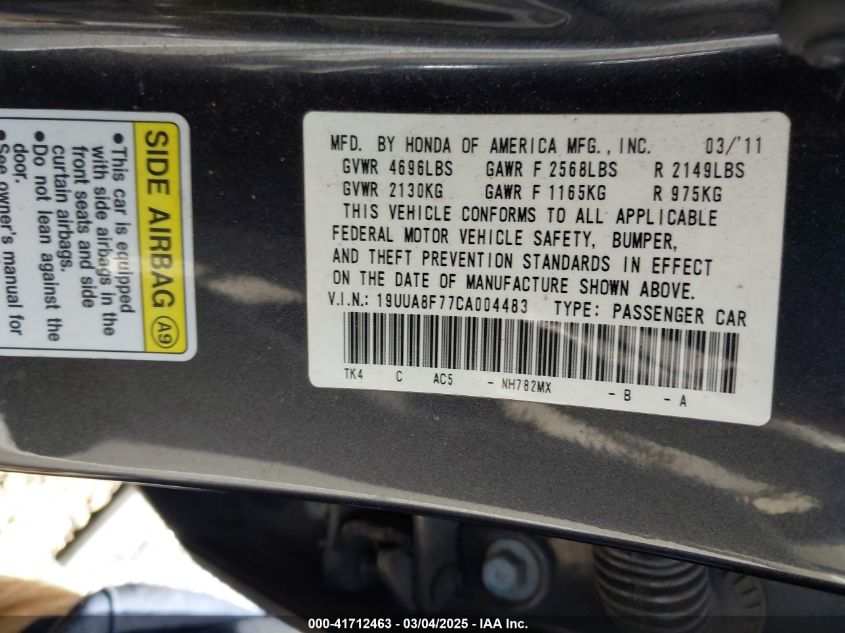 MFD. BY HONDA OF AMERICA MFG., INC. 03/'11
GVWR 4696LBS GAWR F 2568LBS R 2149LBS
GVWR 2130KG GAWR F 1165KG R 975KG
THIS VEHICLE CONFORMS TO ALL APPLICABLE
FEDERAL MOTOR VEHICLE SAFETY, BUMPER,
AND THEFT PREVENTION STANDARDS IN EFFECT
ON THE DATE OF MANUFACTURE SHOWN ABOVE.
V.I.N.: 19UUA8F77CA004483 TYPE: PASSENGER CAR
TK4 C AC5 - NH782MX - B - A
SIDE AIRBAG A9
• This car is equipped
with side airbags in the
front seats and side
curtain airbags.
• Do not lean against the
door.
• See owner's manual for
000-41712463 - 03/04/2025 - IAA Inc.